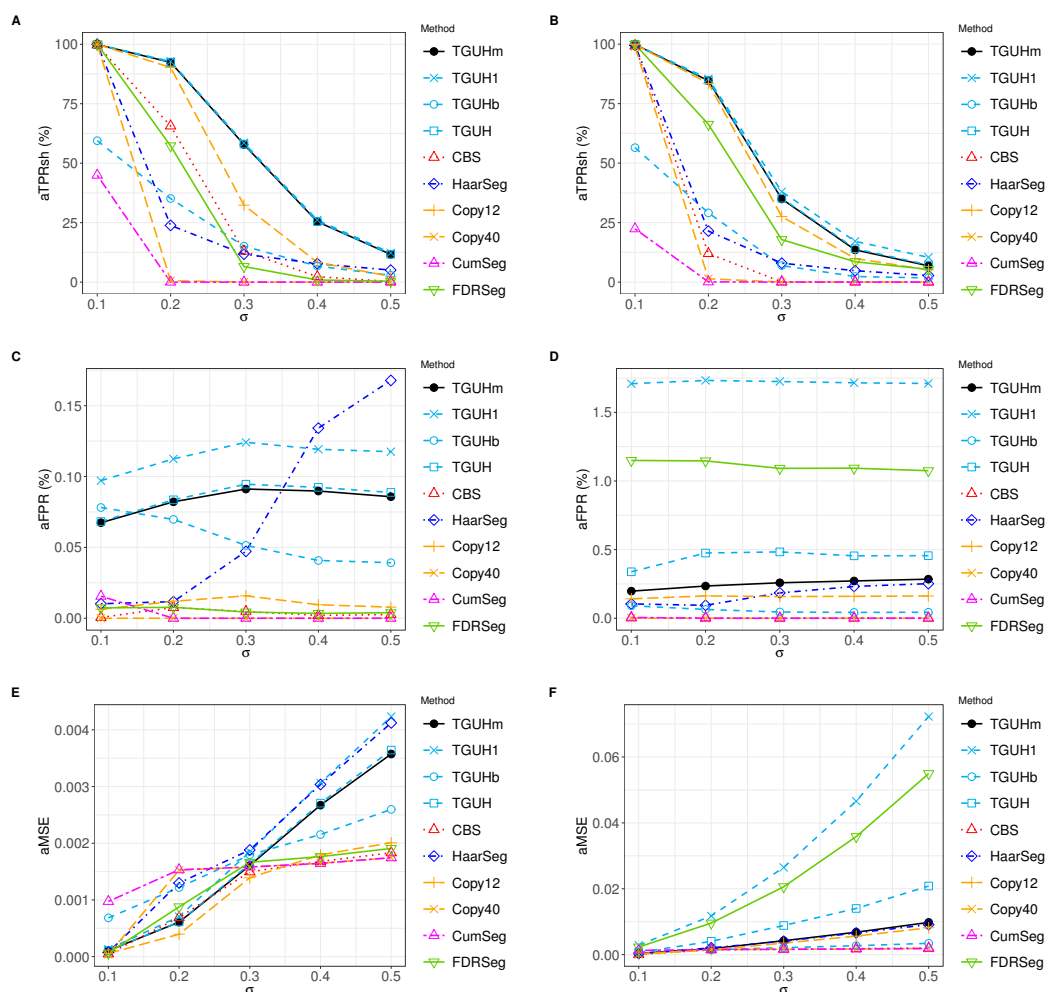 A
aTPRsh (%)
100
75
50
25
0
0.1 0.2 0.3 0.4 0.5
σ
Method
TGUHm
TGUH1
TGUHb
TGUH
CBS
HaarSeg
Copy12
Copy40
CumSeg
FDRSeg
B
aTPRsh (%)
100
75
50
25
0
0.1 0.2 0.3 0.4 0.5
σ
Method
TGUHm
TGUH1
TGUHb
TGUH
CBS
HaarSeg
Copy12
Copy40
CumSeg
FDRSeg
C
aFPR (%)
0.15
0.10
0.05
0.00
0.1 0.2 0.3 0.4 0.5
σ
Method
TGUHm
TGUH1
TGUHb
TGUH
CBS
HaarSeg
Copy12
Copy40
CumSeg
FDRSeg
D
aFPR (%)
1.5
1.0
0.5
0.0
0.1 0.2 0.3 0.4 0.5
σ
Method
TGUHm
TGUH1
TGUHb
TGUH
CBS
HaarSeg
Copy12
Copy40
CumSeg
FDRSeg
E
aMSE
0.004
0.003
0.002
0.001
0.000
0.1 0.2 0.3 0.4 0.5
σ
Method
TGUHm
TGUH1
TGUHb
TGUH
CBS
HaarSeg
Copy12
Copy40
CumSeg
FDRSeg
F
aMSE
0.06
0.04
0.02
0.00
0.1 0.2 0.3 0.4 0.5
σ
Method
TGUHm
TGUH1
TGUHb
TGUH
CBS
HaarSeg
Copy12
Copy40
CumSeg
FDRSeg